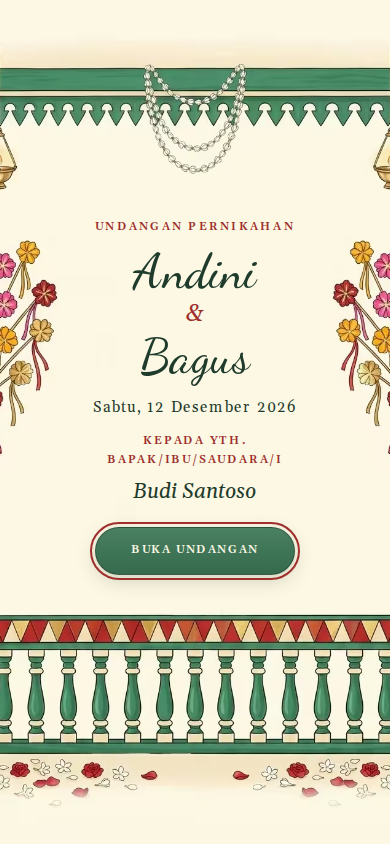 UNDANGAN PERNIKAHAN
Andini
&
Bagus
Sabtu, 12 Desember 2026
KEPADA YTH.
BAPAK/IBU/SAUDARA/I
Budi Santoso
BUKA UNDANGAN